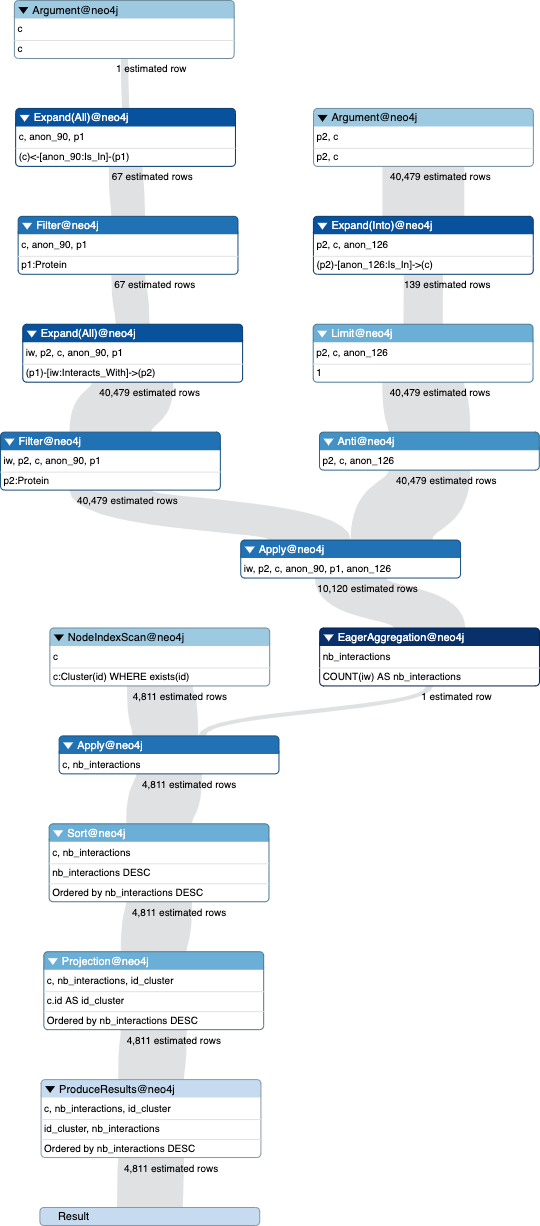 Argument@neo4j
c
c
1 estimated row
Expand(All)@neo4j
c, anon_90, p1
(c)<-[anon_90:Is_In]-(p1)
67 estimated rows
Argument@neo4j
p2, c
p2, c
40,479 estimated rows
Filter@neo4j
c, anon_90, p1
p1:Protein
67 estimated rows
Expand(Into)@neo4j
p2, c, anon_126
(p2)-[anon_126:Is_In]->(c)
139 estimated rows
Expand(All)@neo4j
iw, p2, c, anon_90, p1
(p1)-[iw:Interacts_With]->(p2)
40,479 estimated rows
Limit@neo4j
p2, c, anon_126
1
40,479 estimated rows
Filter@neo4j
iw, p2, c, anon_90, p1
p2:Protein
40,479 estimated rows
Anti@neo4j
p2, c, anon_126
40,479 estimated rows
Apply@neo4j
iw, p2, c, anon_90, p1, anon_126
10,120 estimated rows
NodeIndexScan@neo4j
c
c:Cluster(id) WHERE exists(id)
4,811 estimated rows
EagerAggregation@neo4j
nb_interactions
COUNT(iw) AS nb_interactions
1 estimated row
Apply@neo4j
c, nb_interactions
4,811 estimated rows
Sort@neo4j
c, nb_interactions
nb_interactions DESC
Ordered by nb_interactions DESC
4,811 estimated rows
Projection@neo4j
c, nb_interactions, id_cluster
c.id AS id_cluster
Ordered by nb_interactions DESC
4,811 estimated rows
ProduceResults@neo4j
c, nb_interactions, id_cluster
id_cluster, nb_interactions
Ordered by nb_interactions DESC
4,811 estimated rows
Result